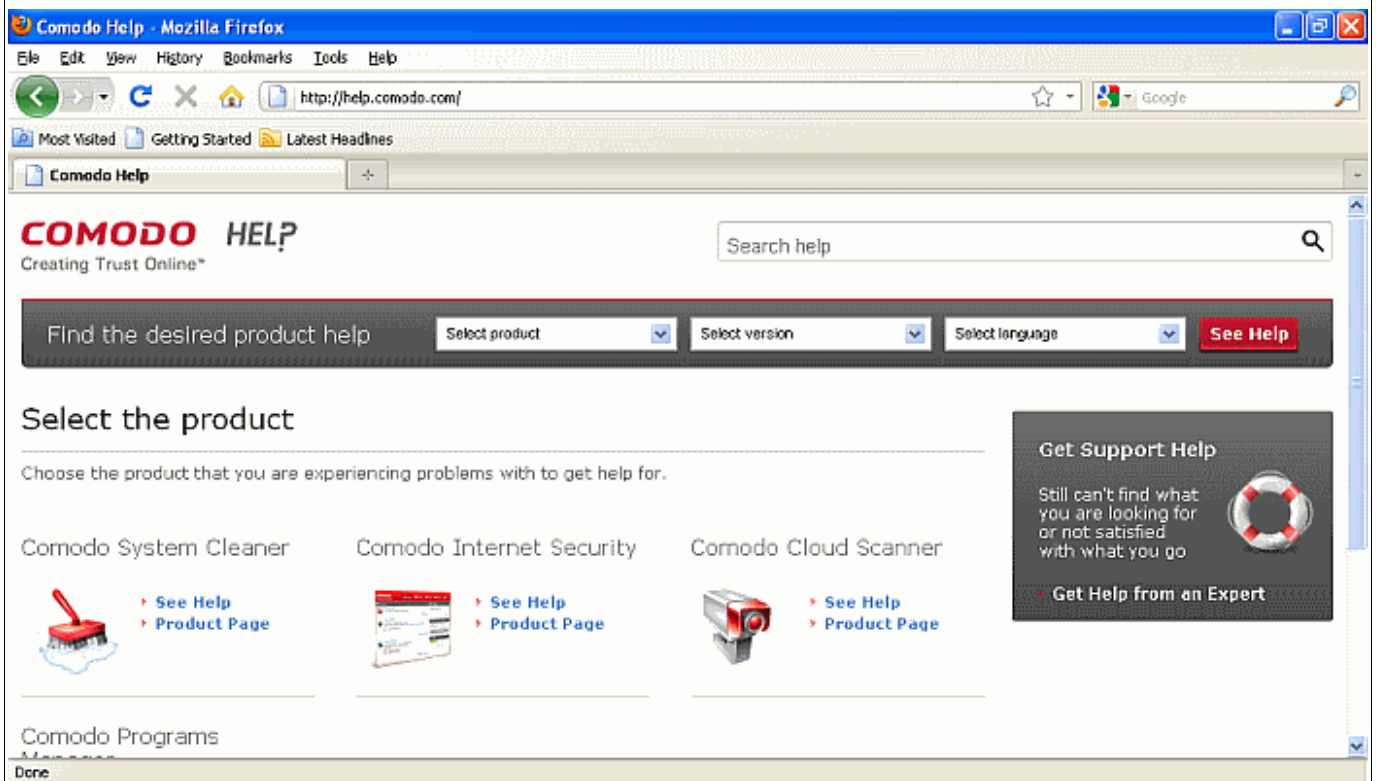 Comodo Help - Mozilla Firefox
File Edit View History Bookmarks Tools Help
http://help.comodo.com/ Google
Most Visited Getting Started Latest Headlines
Comodo Help
COMODO HELP
Creating Trust Online™
Search help
Find the desired product help Select product Select version Select language See Help
Select the product
Choose the product that you are experiencing problems with to get help for.
Get Support Help
Still can't find what
you are looking for
or not satisfied
with what you go
Get Help from an Expert
Comodo System Cleaner
See Help
Product Page
Comodo Internet Security
See Help
Product Page
Comodo Cloud Scanner
See Help
Product Page
Comodo Programs
Manager
Done